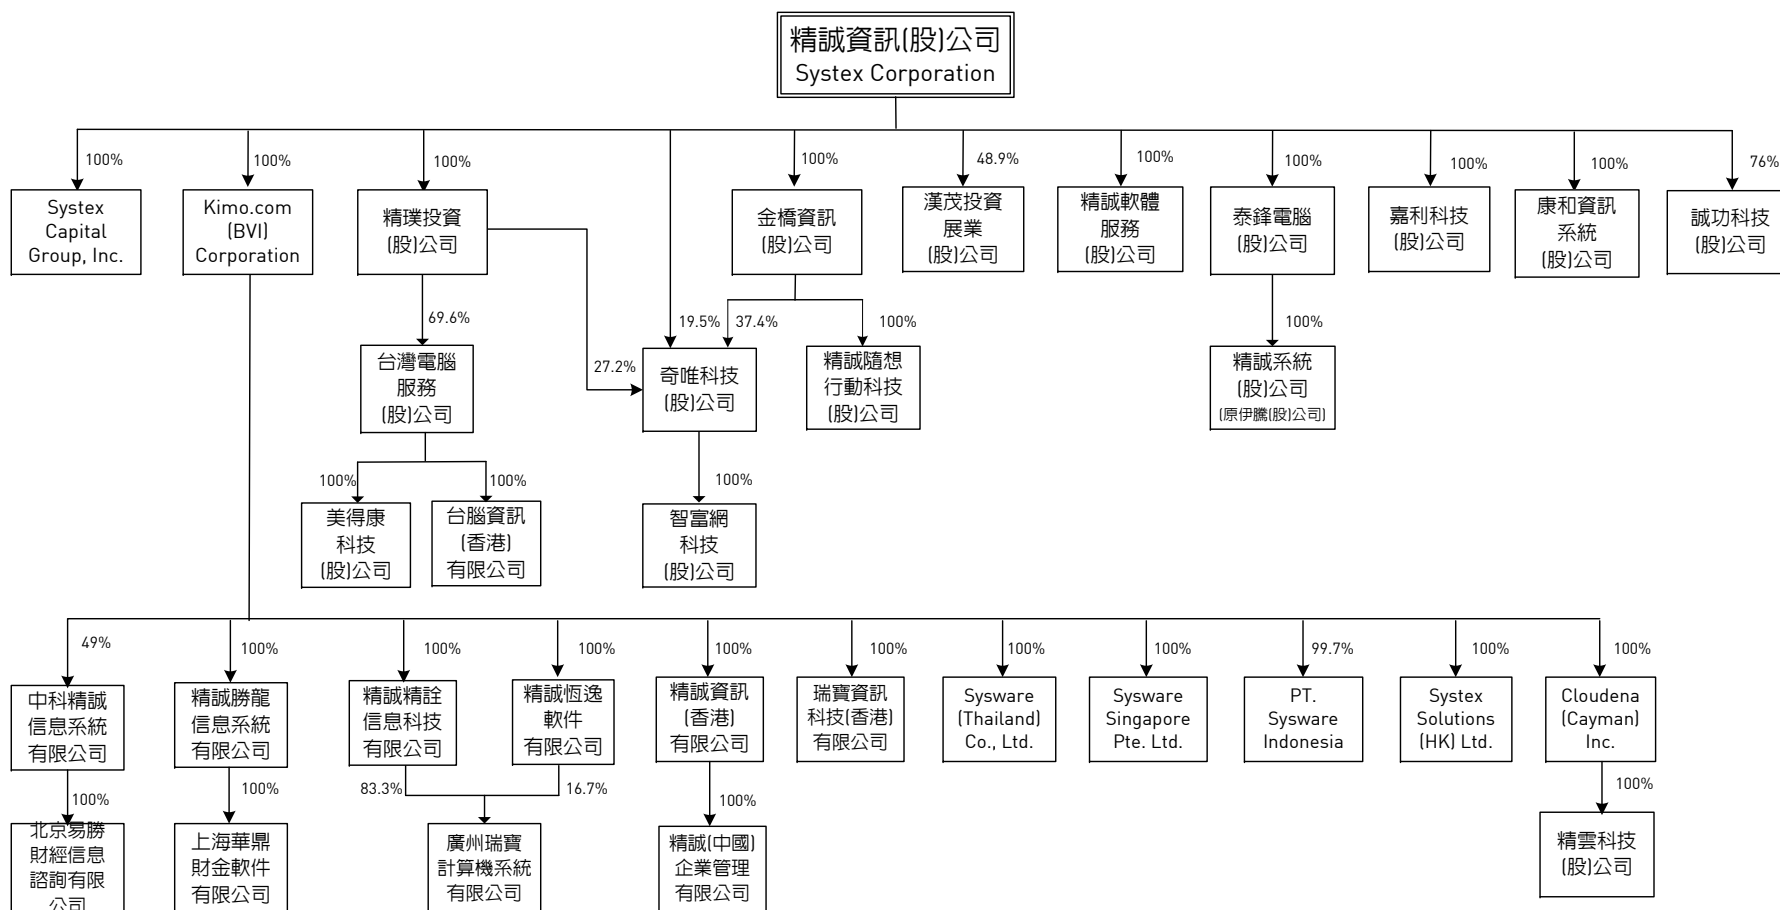 精誠資訊(股)公司
Systex Corporation
100%
100%
100%
100%
48.9%
100%
100%
100%
100%
76%
Systex
Capital
Group, Inc.
Kimo.com
(BVI)
Corporation
精璞投資
(股)公司
金橋資訊
(股)公司
漢茂投資
展業
(股)公司
精誠軟體
服務
(股)公司
泰鋒電腦
(股)公司
嘉利科技
(股)公司
康和資訊
系統
(股)公司
誠功科技
(股)公司
69.6%
27.2%
19.5%
37.4%
100%
100%
台灣電腦
服務
(股)公司
奇唯科技
(股)公司
精誠隨想
行動科技
(股)公司
精誠系統
(股)公司
(原伊騰(股)公司)
100%
100%
100%
美得康
科技
(股)公司
台腦資訊
(香港)
有限公司
智富網
科技
(股)公司
49%
100%
100%
100%
100%
100%
100%
100%
99.7%
100%
100%
中科精誠
信息系統
有限公司
精誠勝龍
信息系統
有限公司
精誠精詮
信息科技
有限公司
精誠恆逸
軟件
有限公司
精誠資訊
(香港)
有限公司
瑞寶資訊
科技(香港)
有限公司
Sysware
(Thailand)
Co., Ltd.
Sysware
Singapore
Pte. Ltd.
PT.
Sysware
Indonesia
Systex
Solutions
(HK) Ltd.
Cloudena
(Cayman)
Inc.
100%
100%
83.3%
16.7%
100%
100%
北京易勝
財經信息
諮詢有限
公司
上海華鼎
財金軟件
有限公司
廣州瑞寶
計算機系統
有限公司
精誠(中國)
企業管理
有限公司
精雲科技
(股)公司